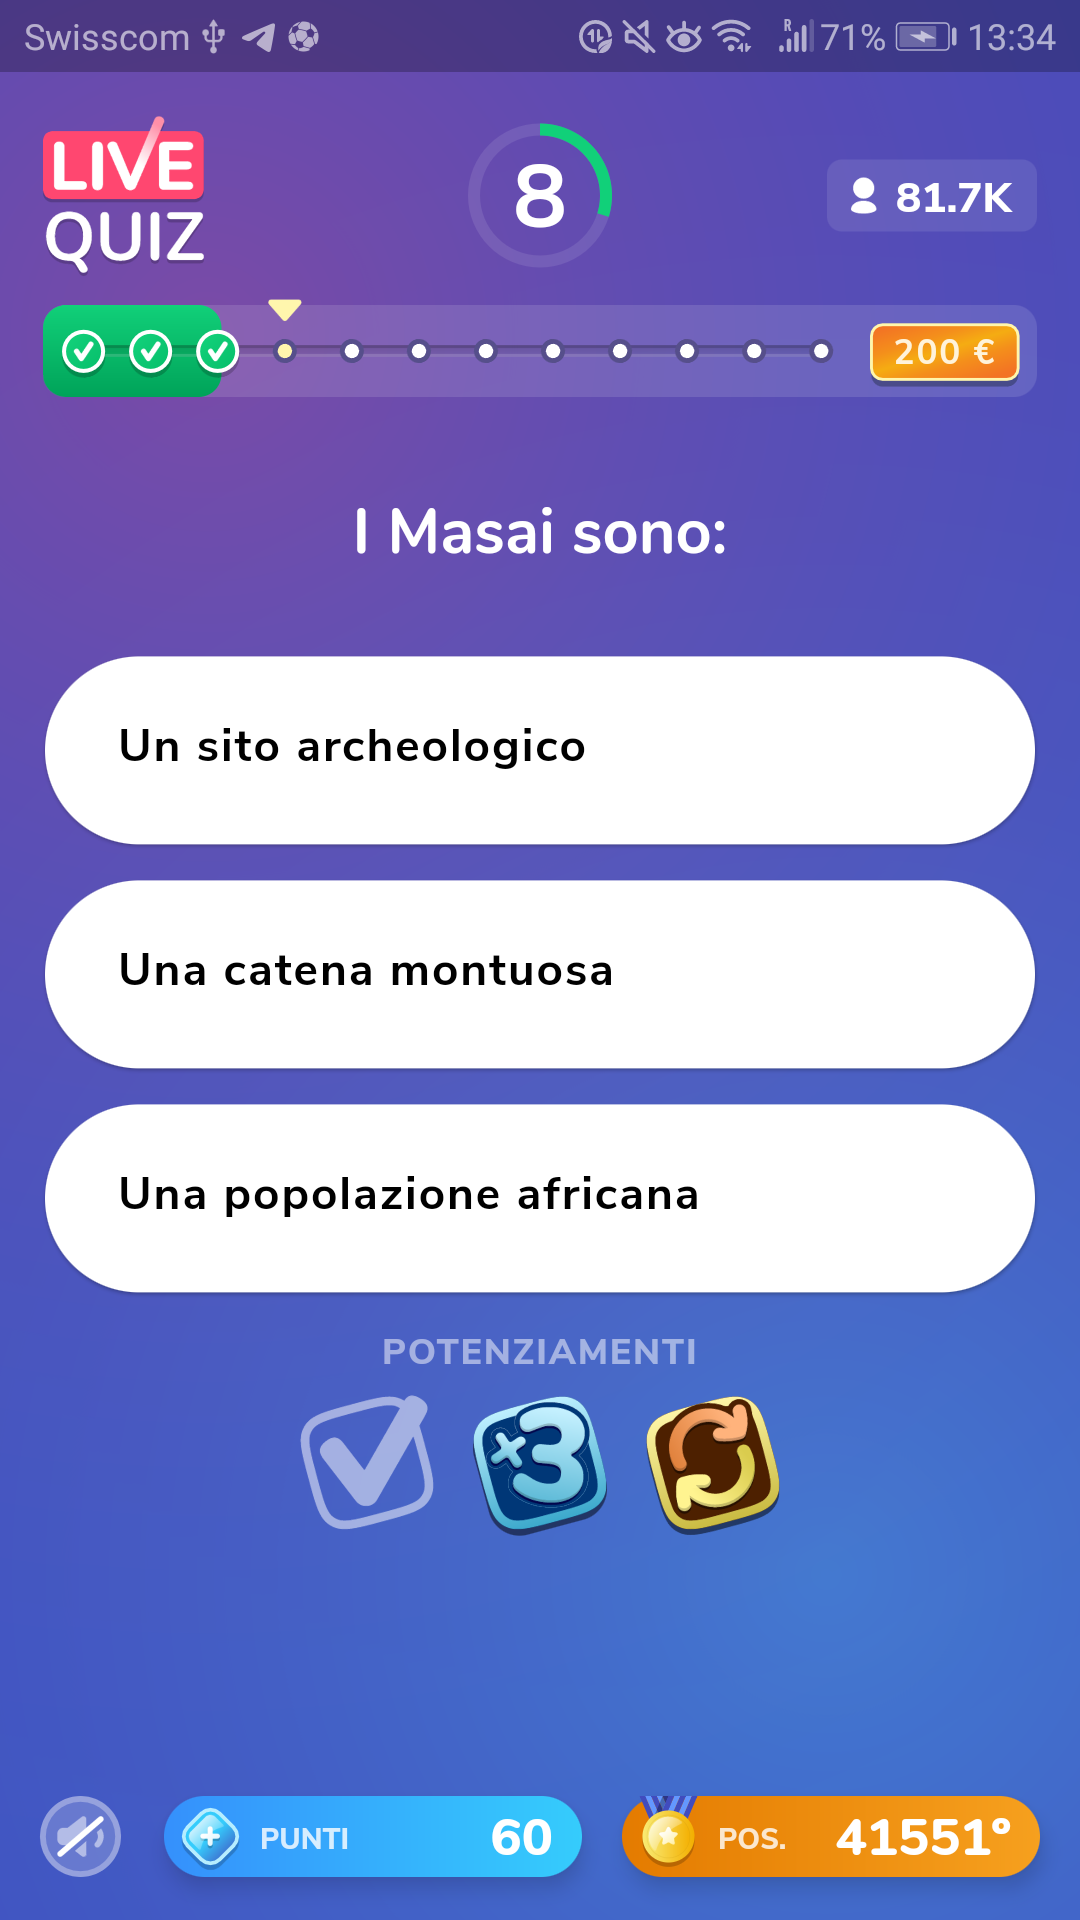 Swisscom 71% 13:34
LIVE
QUIZ
8
81.7K
200 €
I Masai sono:
Un sito archeologico
Una catena montuosa
Una popolazione africana
POTENZIAMENTI
×3
PUNTI 60
POS. 41551°